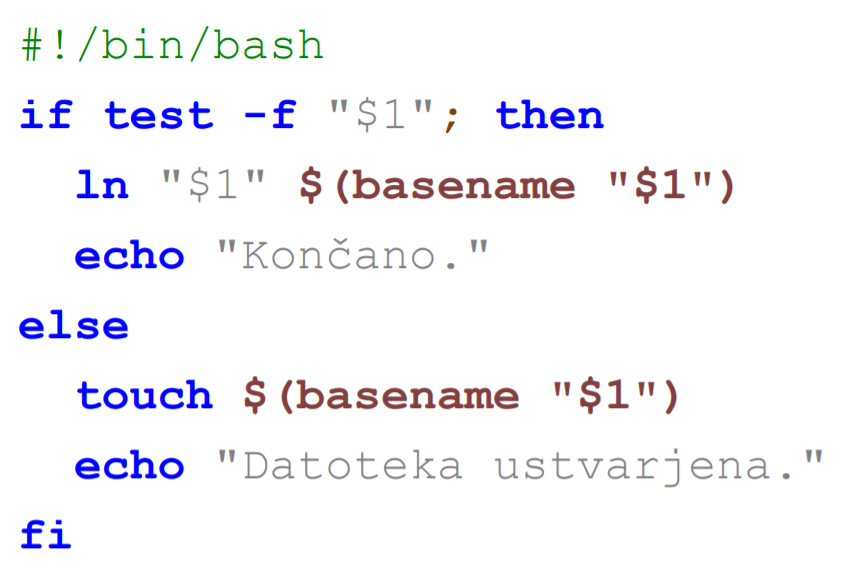 #!/bin/bash
if test -f "$1"; then
  ln "$1" $(basename "$1")
  echo "Končano."
else
  touch $(basename "$1")
  echo "Datoteka ustvarjena."
fi